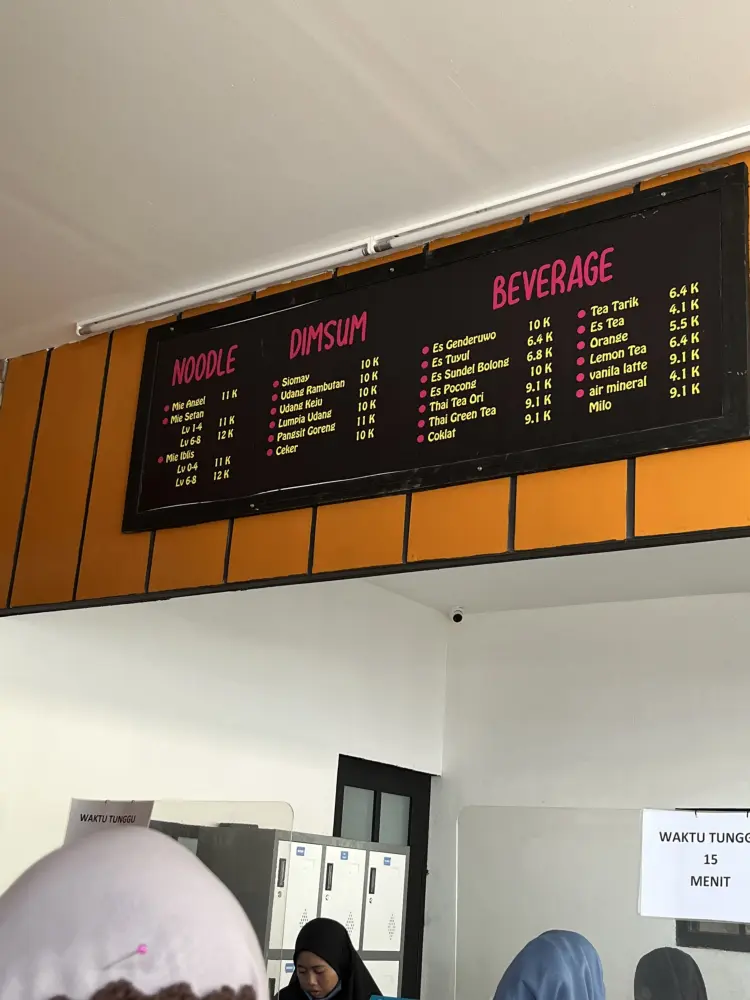 NOODLE
Mie Angel 11 K
Mie Setan
Lv 1-4 11 K
Lv 6-8 12 K
Mie Iblis
Lv 0-4 11 K
Lv 6-8 12 K
DIMSUM
Siomay 10 K
Udang Rambutan 10 K
Udang Keju 10 K
Lumpia Udang 10 K
Pangsit Goreng 11 K
Ceker 10 K
BEVERAGE
Es Genderuwo 10 K
Es Tuyul 6.4 K
Es Sundel Bolong 6.8 K
Es Pocong 10 K
Thai Tea Ori 9.1 K
Thai Green Tea 9.1 K
Coklat 9.1 K
Tea Tarik 6.4 K
Es Tea 4.1 K
Orange 5.5 K
Lemon Tea 6.4 K
vanila latte 9.1 K
air mineral 4.1 K
Milo 9.1 K
WAKTU TUNGGU
WAKTU TUNGG
15
MENIT